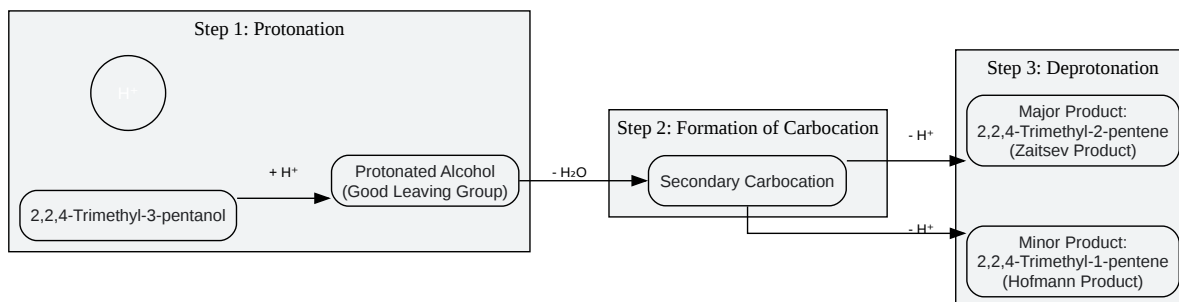 Step 1: Protonation
H⁺
+ H⁺
2,2,4-Trimethyl-3-pentanol
Protonated Alcohol
(Good Leaving Group)
- H₂O
Step 2: Formation of Carbocation
Secondary Carbocation
- H⁺
- H⁺
Step 3: Deprotonation
Major Product:
2,2,4-Trimethyl-2-pentene
(Zaitsev Product)
Minor Product:
2,2,4-Trimethyl-1-pentene
(Hofmann Product)